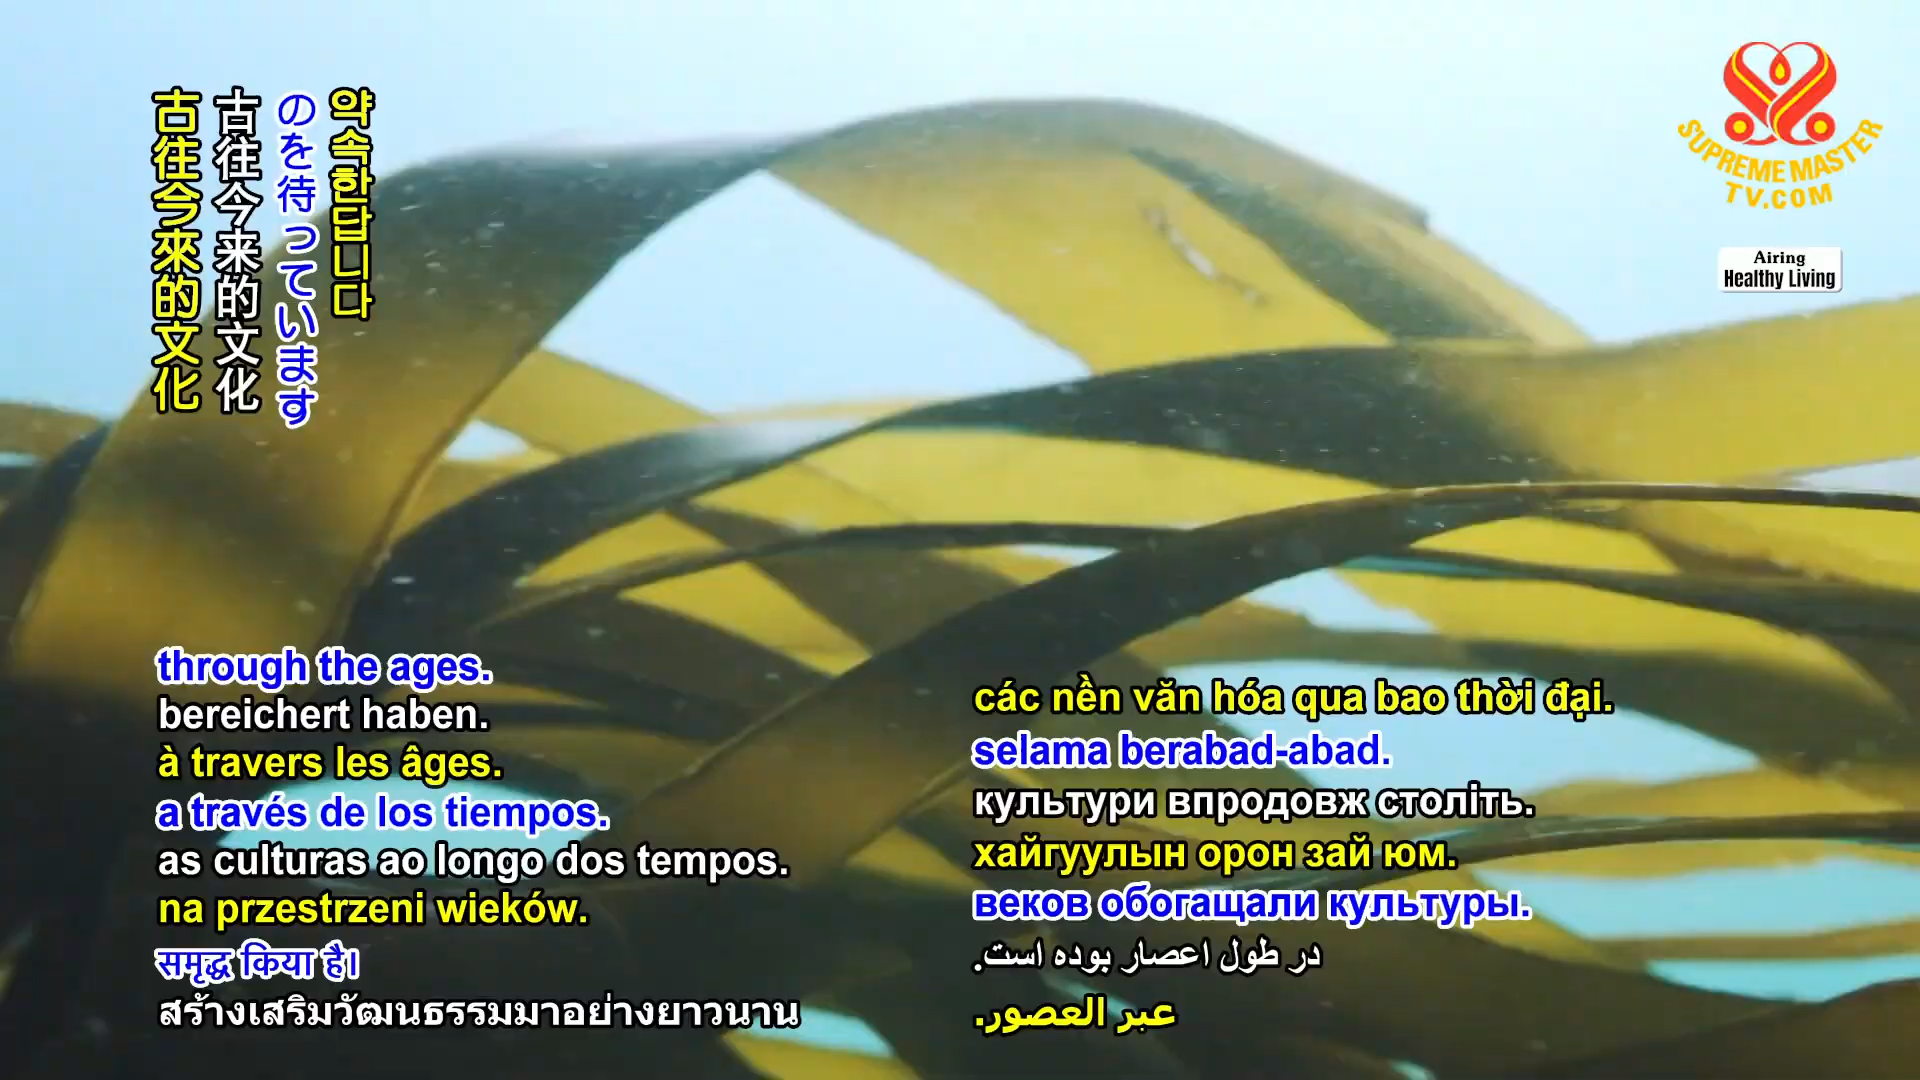 古往今來的文化
古往今来的文化
のを待っています
약속한답니다
SUPREME MASTER
TV.COM
Airing
Healthy Living
through the ages.
bereichert haben.
à travers les âges.
a través de los tiempos.
as culturas ao longo dos tempos.
na przestrzeni wieków.
समृद्ध किया है।
สร้างเสริมวัฒนธรรมมาอย่างยาวนาน
các nền văn hóa qua bao thời đại.
selama berabad-abad.
культури впродовж століть.
хайгуулын орон зай юм.
веков обогащали культуры.
در طول اعصار بوده است.
عبر العصور.